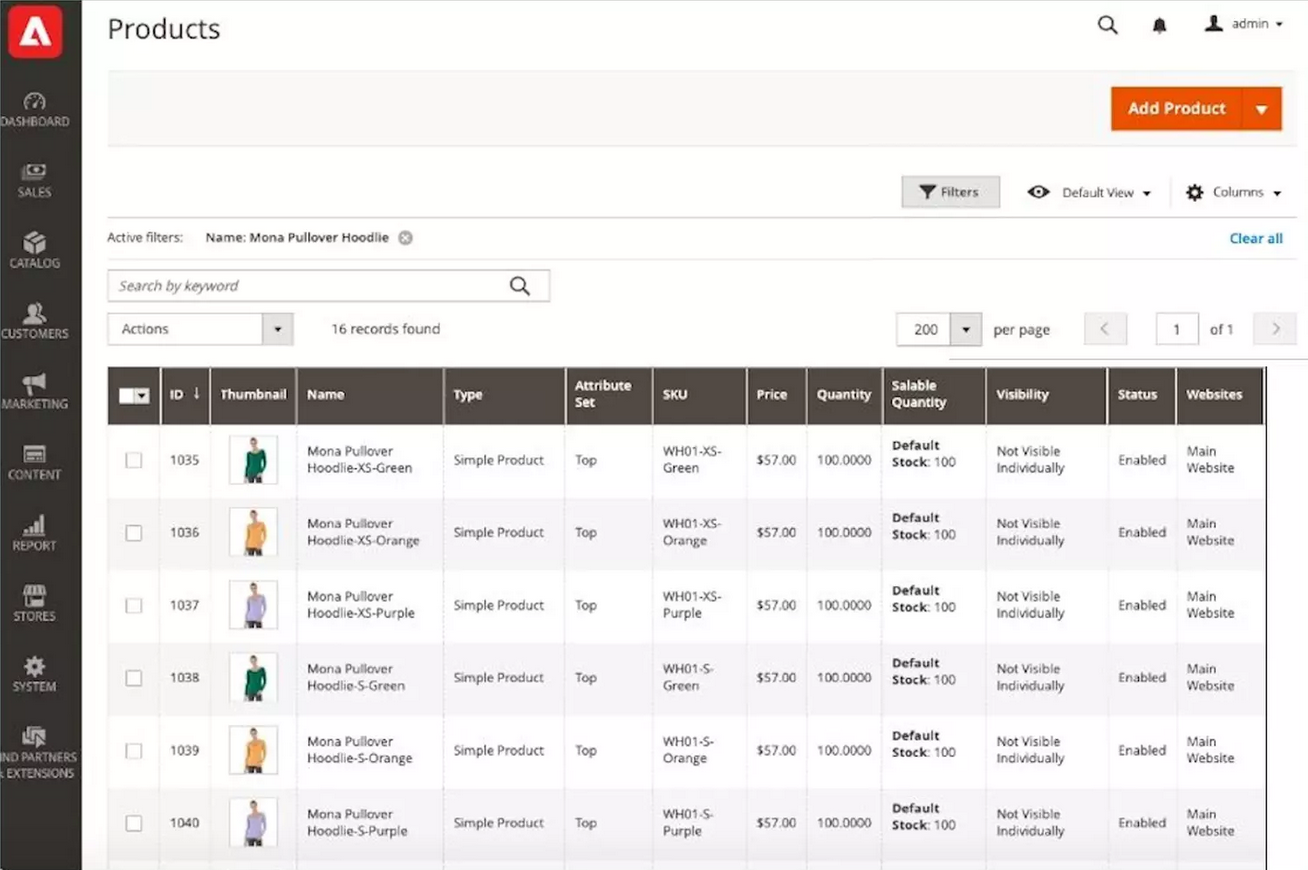 Products
admin
DASHBOARD
Add Product
SALES
Filters
Default View
Columns
Active filters: Name: Mona Pullover Hoodlie
Clear all
CATALOG
Search by keyword
CUSTOMERS
Actions
16 records found
200 per page
1 of 1
MARKETING
ID ↓ Thumbnail Name Type Attribute Set SKU Price Quantity Salable Quantity Visibility Status Websites
CONTENT
1035 Mona Pullover Hoodlie-XS-Green Simple Product Top WH01-XS-Green $57.00 100.0000 Default Stock: 100 Not Visible Individually Enabled Main Website
REPORT
1036 Mona Pullover Hoodlie-XS-Orange Simple Product Top WH01-XS-Orange $57.00 100.0000 Default Stock: 100 Not Visible Individually Enabled Main Website
STORES
1037 Mona Pullover Hoodlie-XS-Purple Simple Product Top WH01-XS-Purple $57.00 100.0000 Default Stock: 100 Not Visible Individually Enabled Main Website
SYSTEM
1038 Mona Pullover Hoodlie-S-Green Simple Product Top WH01-S-Green $57.00 100.0000 Default Stock: 100 Not Visible Individually Enabled Main Website
IND PARTNERS
& EXTENSIONS
1039 Mona Pullover Hoodlie-S-Orange Simple Product Top WH01-S-Orange $57.00 100.0000 Default Stock: 100 Not Visible Individually Enabled Main Website
1040 Mona Pullover Hoodlie-S-Purple Simple Product Top WH01-S-Purple $57.00 100.0000 Default Stock: 100 Not Visible Individually Enabled Main Website